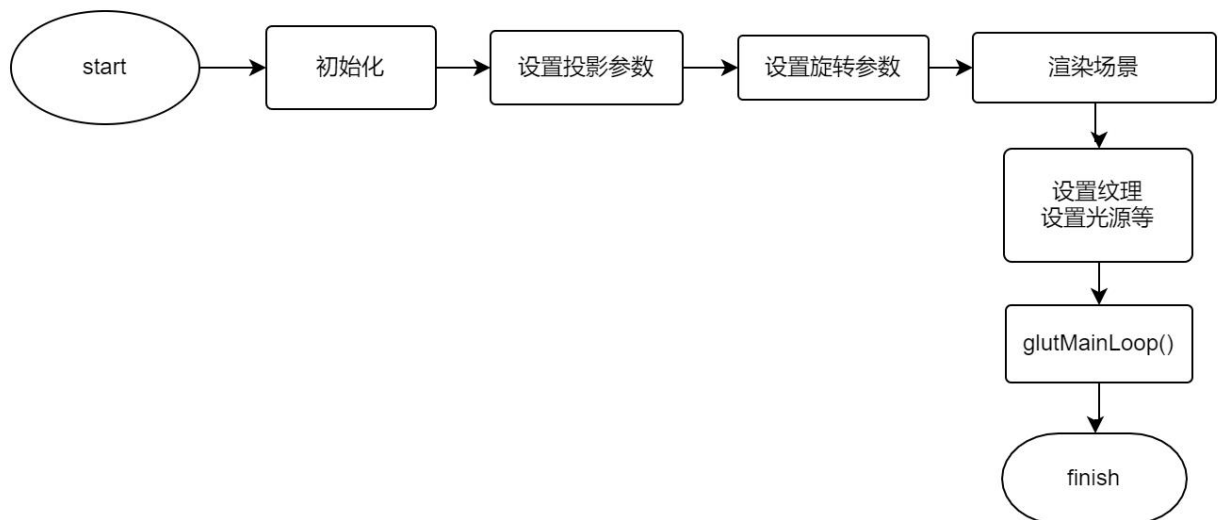 start
初始化
设置投影参数
设置旋转参数
渲染场景
设置纹理
设置光源等
glutMainLoop()
finish